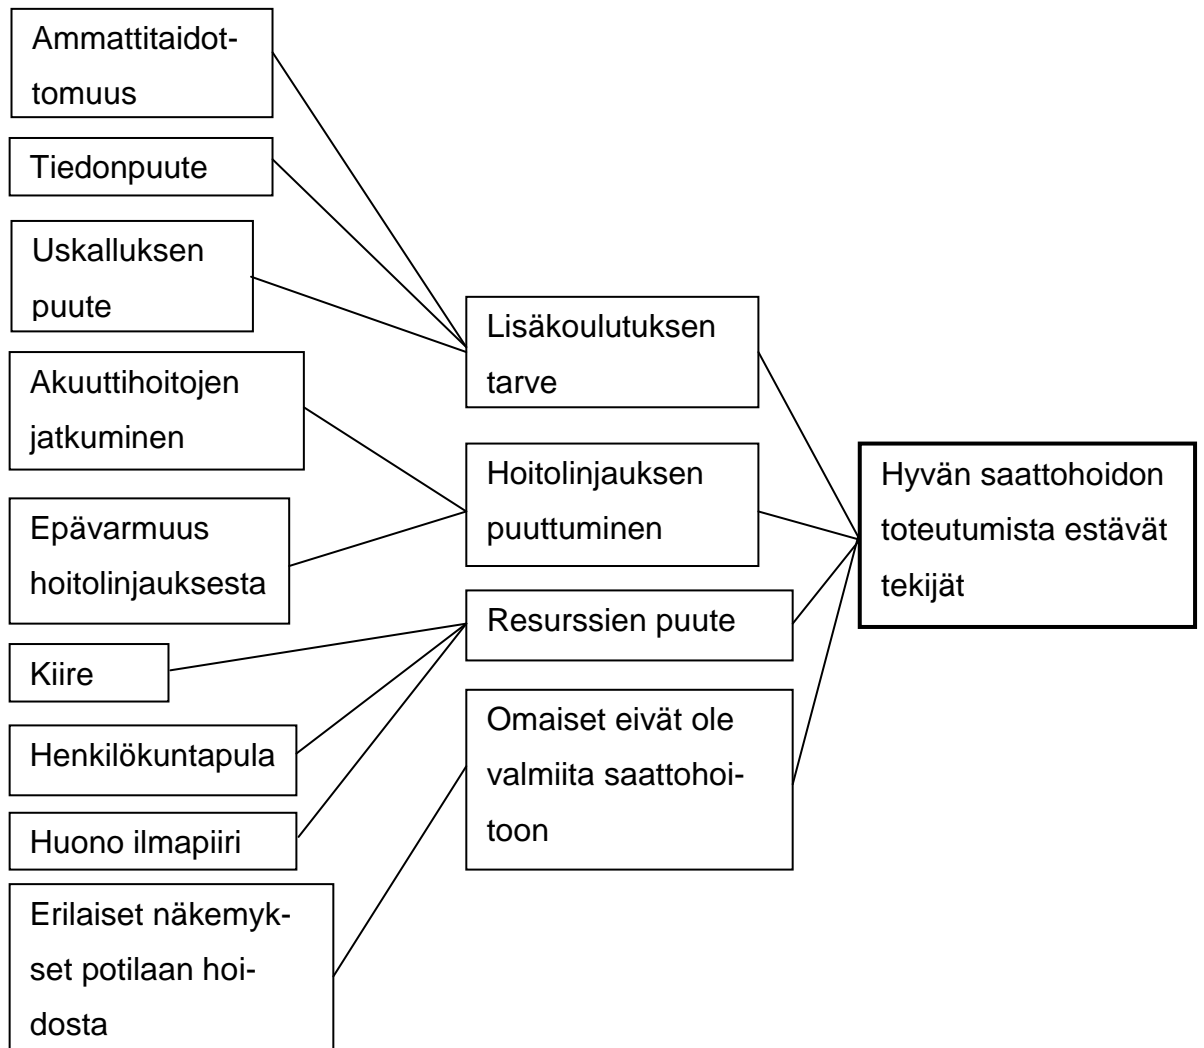 Ammattitaidot-
tomuus
Tiedonpuute
Uskalluksen
puute
Akuuttihoitojen
jatkuminen
Epävarmuus
hoitolinjauksesta
Kiire
Henkilökuntapula
Huono ilmapiiri
Erilaiset näkemyk-
set potilaan hoi-
dosta
Lisäkoulutuksen
tarve
Hoitolinjauksen
puuttuminen
Resurssien puute
Omaiset eivät ole
valmiita saattohoi-
toon
Hyvän saattohoidon
toteutumista estävät
tekijät